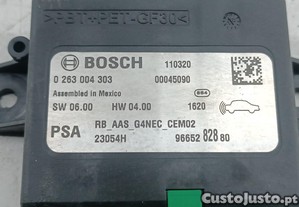 >PBT+PET-GF30<
BOSCH
110320
0 263 004 303
00045090
Assembled in Mexico
SW 06.00 HW 04.00
1620
PSA
RB_AAS_G4NEC_CEM02
23054H
96652 828 80
CustoJusto.pt